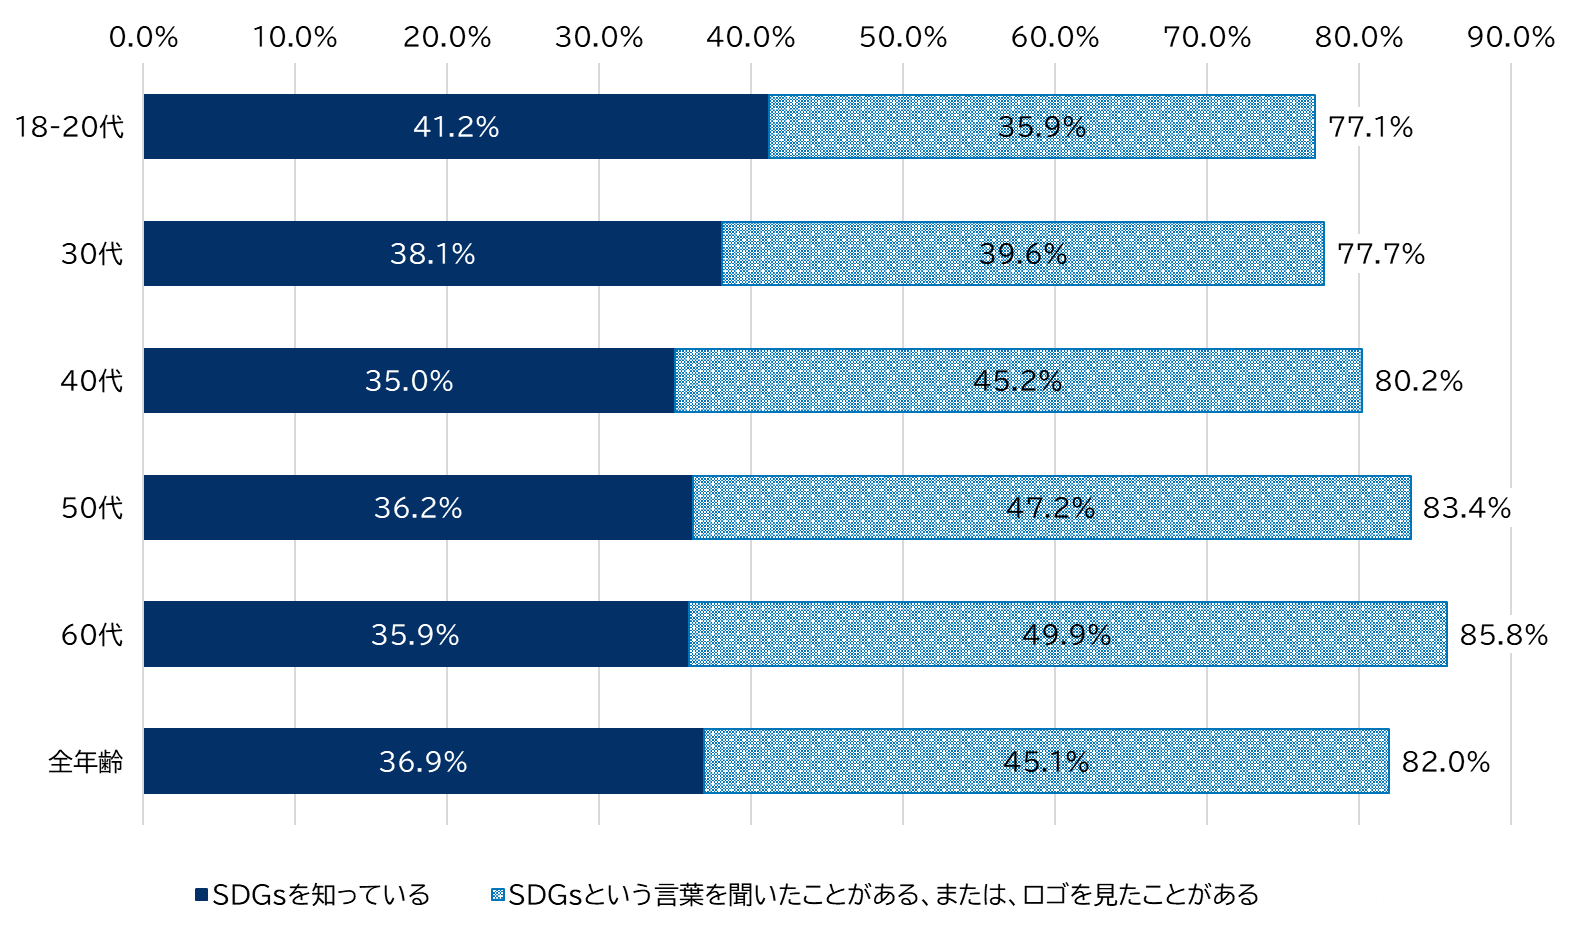 0.0% 10.0% 20.0% 30.0% 40.0% 50.0% 60.0% 70.0% 80.0% 90.0%
18-20代 41.2% 35.9% 77.1%
30代 38.1% 39.6% 77.7%
40代 35.0% 45.2% 80.2%
50代 36.2% 47.2% 83.4%
60代 35.9% 49.9% 85.8%
全年齢 36.9% 45.1% 82.0%
SDGsを知っている SDGsという言葉を聞いたことがある、または、ロゴを見たことがある